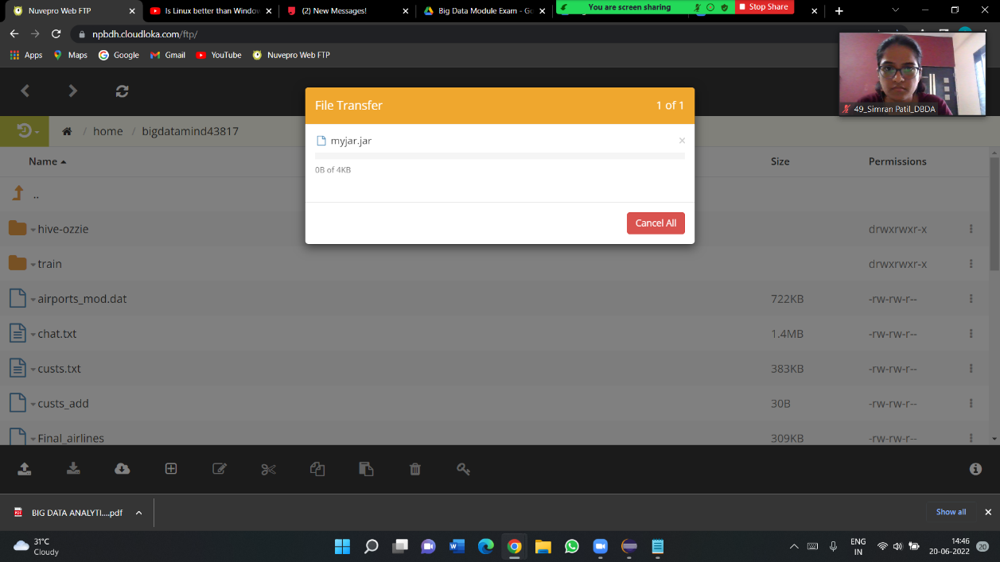 Nuvepro Web FTP
Is Linux better than Window
(2) New Messages!
Big Data Module Exam - Go
You are screen sharing
Stop Share
npbdh.cloudloka.com/ftp/
Apps
Maps
Google
Gmail
YouTube
Nuvepro Web FTP
49_Simran Patil_DBDA
File Transfer
1 of 1
myjar.jar
0B of 4KB
Cancel All
/ home / bigdatamind43817
Name
Size
Permissions
..
hive-ozzie
drwxrwxr-x
train
drwxrwxr-x
airports_mod.dat
722KB
-rw-rw-r--
chat.txt
1.4MB
-rw-rw-r--
custs.txt
383KB
-rw-rw-r--
custs_add
30B
-rw-rw-r--
Final_airlines
309KB
-rw-rw-r--
BIG DATA ANALYTI....pdf
Show all
31°C
Cloudy
ENG
IN
14:46
20-06-2022
20